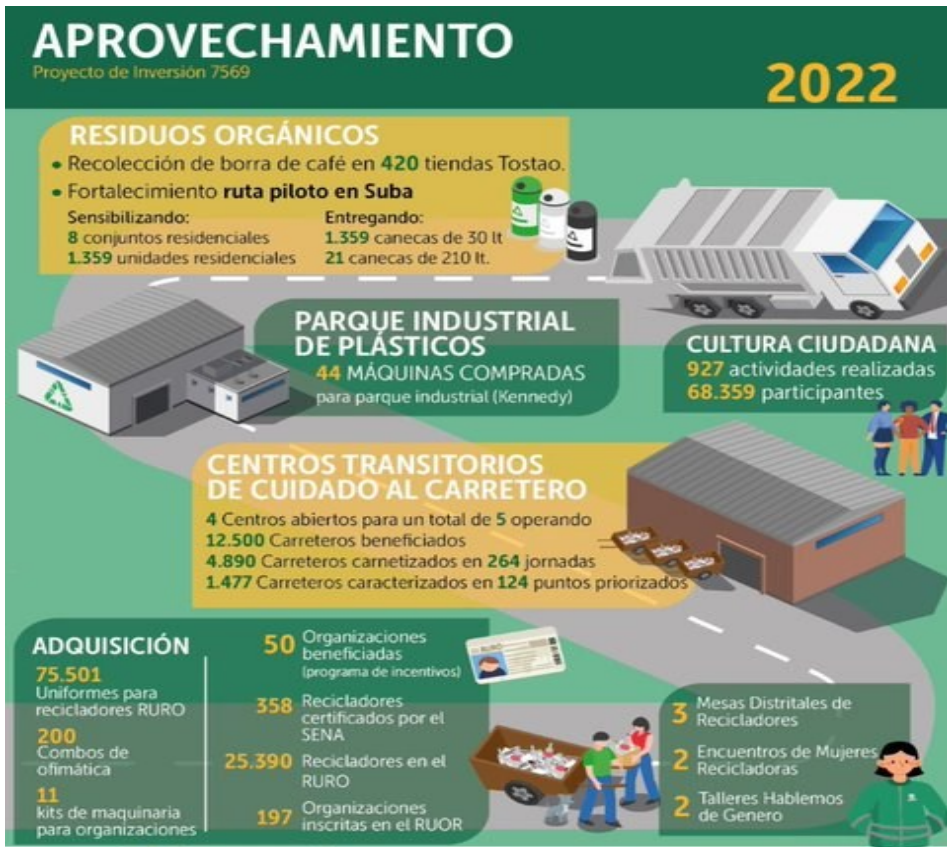 APROVECHAMIENTO
Proyecto de Inversión 7569
2022
RESIDUOS ORGÁNICOS
• Recolección de borra de café en 420 tiendas Tostao.
• Fortalecimiento ruta piloto en Suba
Sensibilizando:
8 conjuntos residenciales
1.359 unidades residenciales
Entregando:
1.359 canecas de 30 lt
21 canecas de 210 lt.
PARQUE INDUSTRIAL
DE PLÁSTICOS
44 MÁQUINAS COMPRADAS
para parque industrial (Kennedy)
CULTURA CIUDADANA
927 actividades realizadas
68.359 participantes
CENTROS TRANSITORIOS
DE CUIDADO AL CARRETERO
4 Centros abiertos para un total de 5 operando
12.500 Carreteros beneficiados
4.890 Carreteros carnetizados en 264 jornadas
1.477 Carreteros caracterizados en 124 puntos priorizados
ADQUISICIÓN
75.501
Uniformes para
recicladores RURO
200
Combos de
ofimática
11
kits de maquinaria
para organizaciones
50 Organizaciones
beneficiadas
(programa de incentivos)
358 Recicladores
certificados por el
SENA
25.390 Recicladores en el
RURO
197 Organizaciones
inscritas en el RUOR
RURO
3 Mesas Distritales de
Recicladores
2 Encuentros de Mujeres
Recicladoras
2 Talleres Hablemos
de Genero